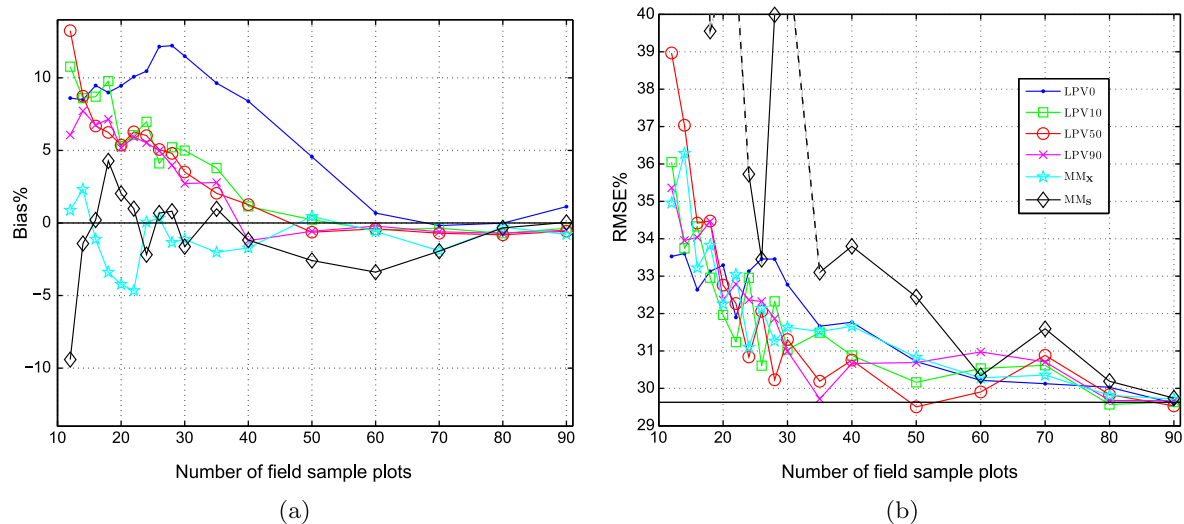 10
5
0
−5
−10
Bias%
10 20 30 40 50 60 70 80 90
Number of field sample plots
(a)
40
39
38
37
36
35
34
33
32
31
30
29
RMSE%
LPV0
LPV10
LPV50
LPV90
MMX
MMS
10 20 30 40 50 60 70 80 90
Number of field sample plots
(b)